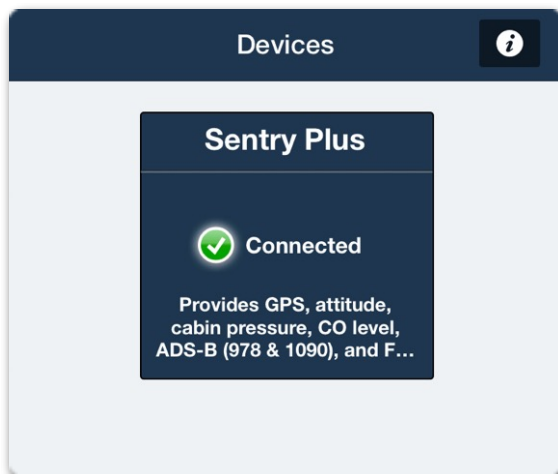 Devices
i
Sentry Plus
Connected
Provides GPS, attitude,
cabin pressure, CO level,
ADS-B (978 & 1090), and F...